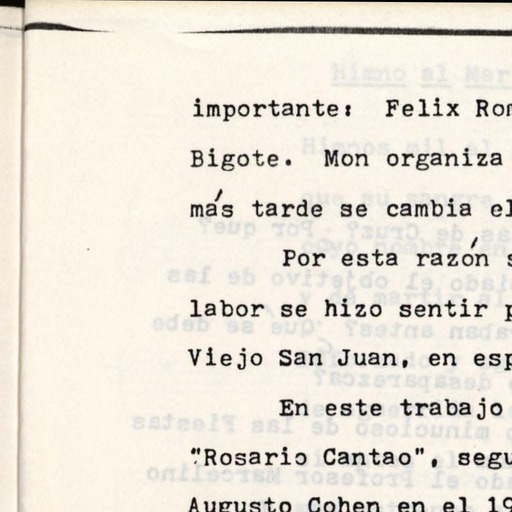 importante: Felix Rom
Bigote. Mon organiza
más tarde se cambia el
Por esta razón s
labor se hizo sentir p
Viejo San Juan, en esp
En este trabajo
"Rosario Cantao", segu
Augusto Cohen en el 19